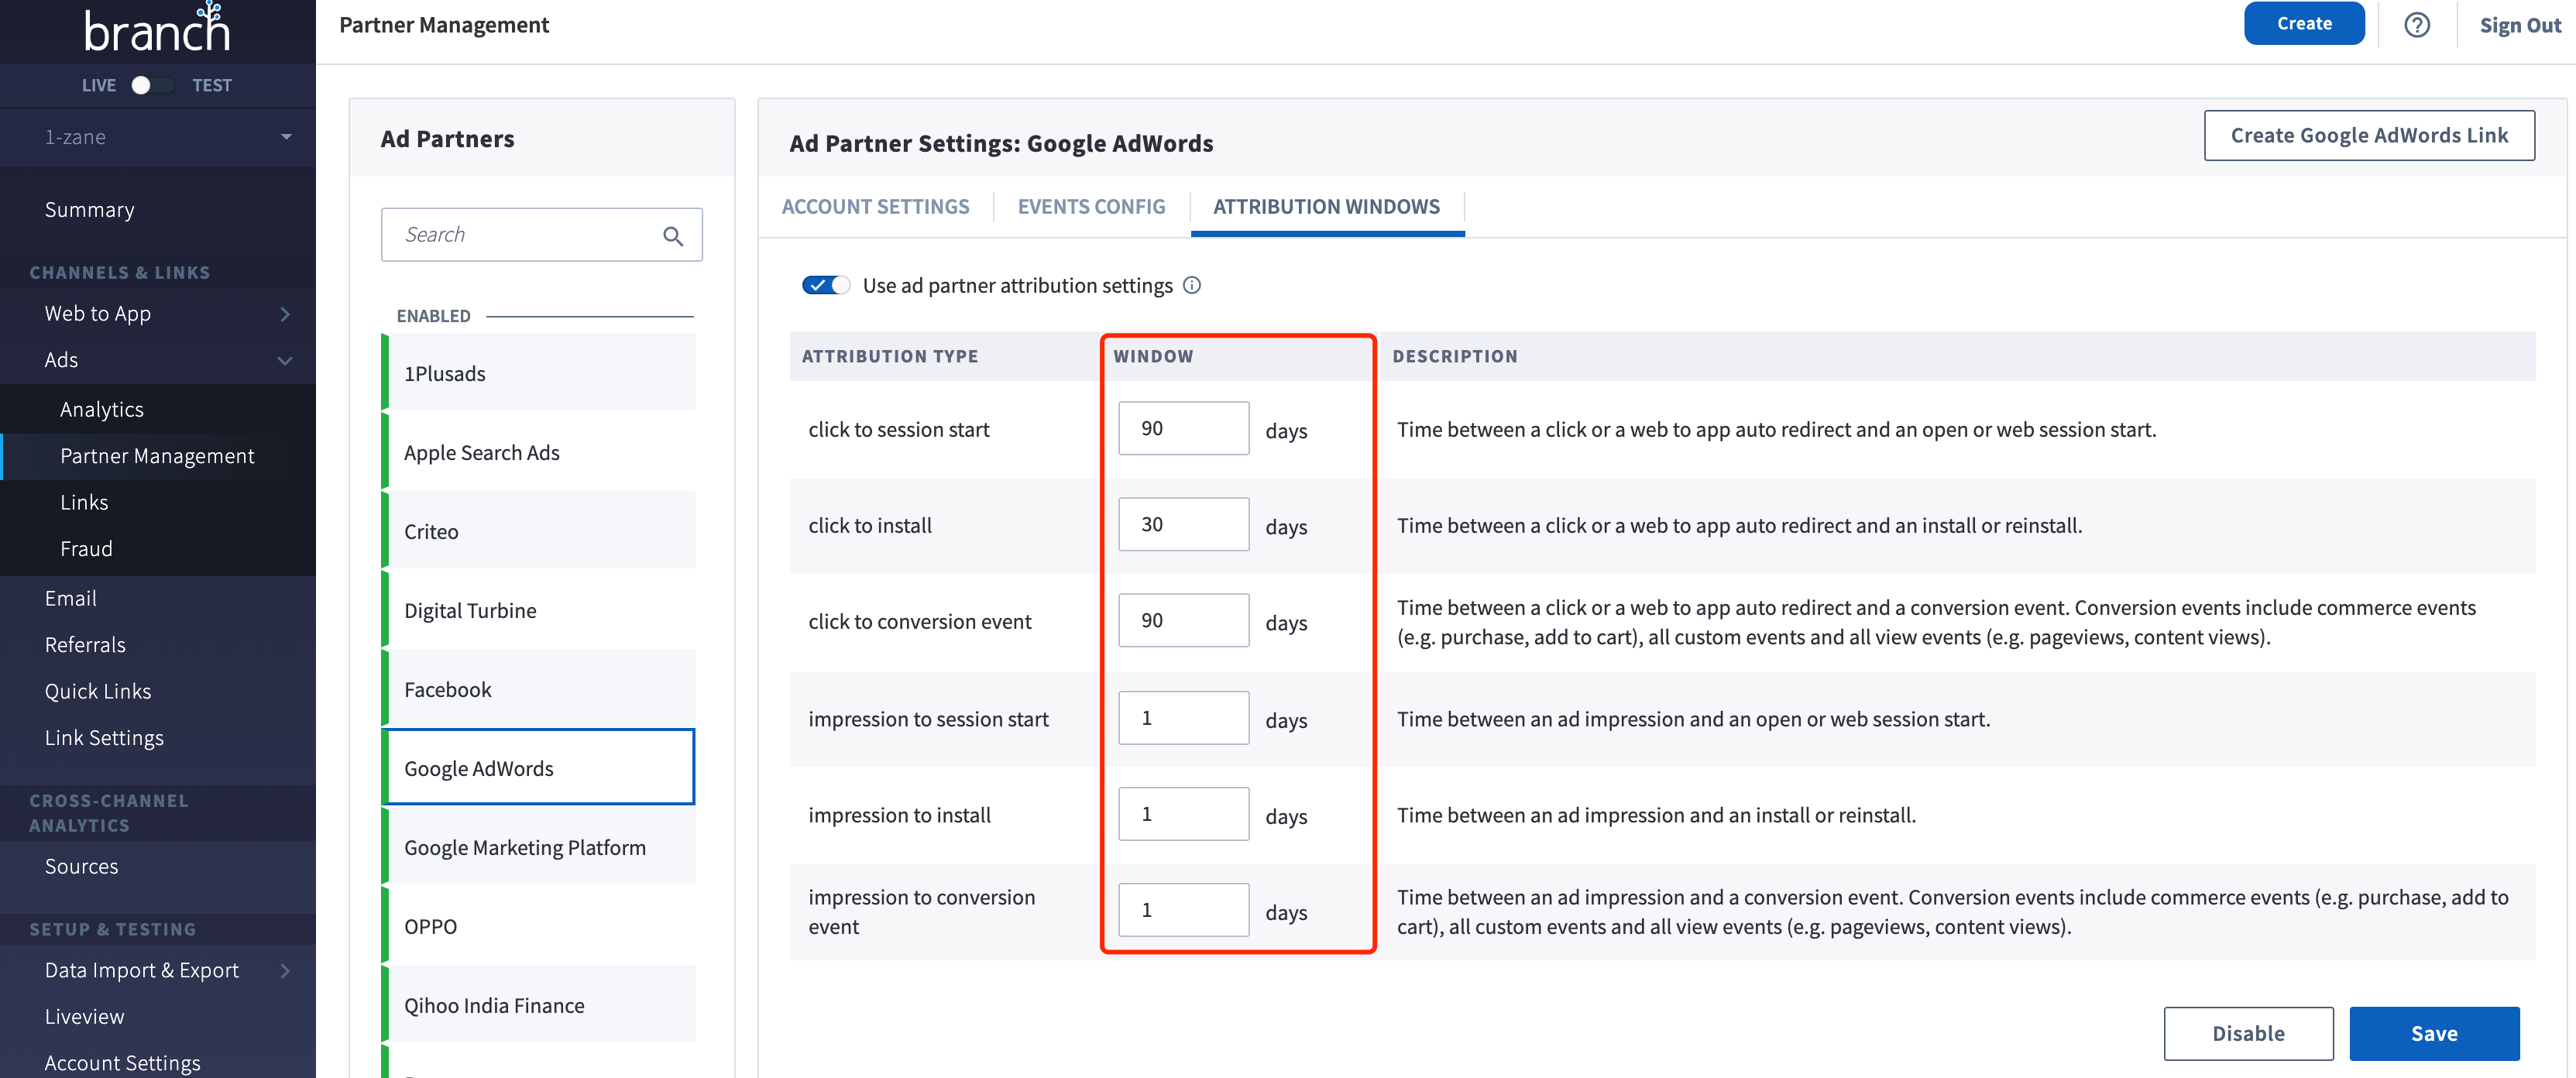 branch
LIVE TEST
1-zane
Summary
CHANNELS & LINKS
Web to App
Ads
Analytics
Partner Management
Links
Fraud
Email
Referrals
Quick Links
Link Settings
CROSS-CHANNEL
ANALYTICS
Sources
SETUP & TESTING
Data Import & Export
Liveview
Account Settings
Partner Management
Create
Sign Out
Ad Partners
Search
ENABLED
1Plusads
Apple Search Ads
Criteo
Digital Turbine
Facebook
Google AdWords
Google Marketing Platform
OPPO
Qihoo India Finance
Ad Partner Settings: Google AdWords
Create Google AdWords Link
ACCOUNT SETTINGS
EVENTS CONFIG
ATTRIBUTION WINDOWS
Use ad partner attribution settings
ATTRIBUTION TYPE WINDOW DESCRIPTION
click to session start 90 days Time between a click or a web to app auto redirect and an open or web session start.
click to install 30 days Time between a click or a web to app auto redirect and an install or reinstall.
click to conversion event 90 days Time between a click or a web to app auto redirect and a conversion event. Conversion events include commerce events
(e.g. purchase, add to cart), all custom events and all view events (e.g. pageviews, content views).
impression to session start 1 days Time between an ad impression and an open or web session start.
impression to install 1 days Time between an ad impression and an install or reinstall.
impression to conversion
event 1 days Time between an ad impression and a conversion event. Conversion events include commerce events (e.g. purchase, add to
cart), all custom events and all view events (e.g. pageviews, content views).
Disable
Save